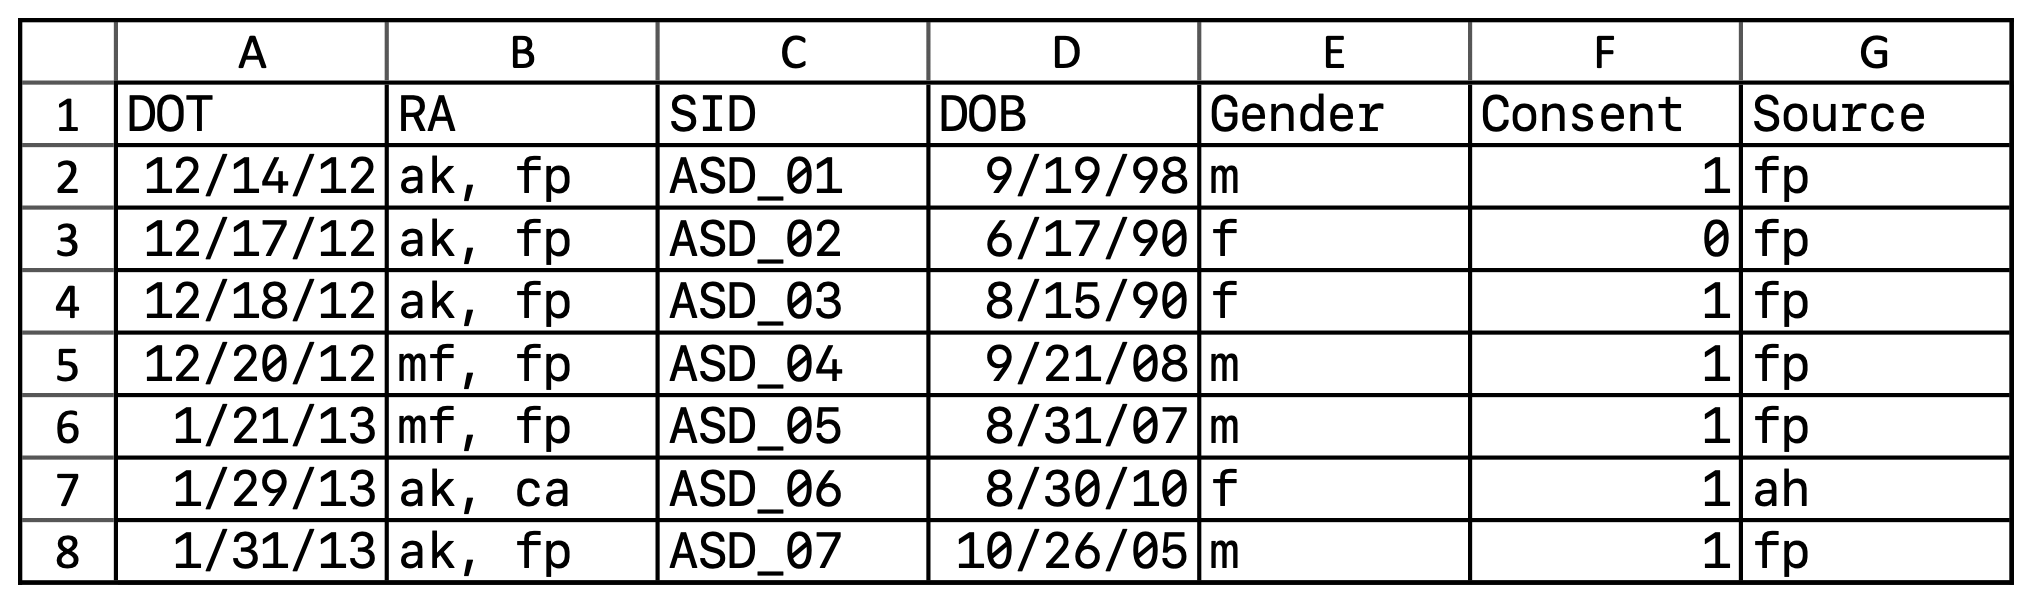 A B C D E F G
1 DOT RA SID DOB Gender Consent Source
2 12/14/12 ak, fp ASD_01 9/19/98 m 1 fp
3 12/17/12 ak, fp ASD_02 6/17/90 f 0 fp
4 12/18/12 ak, fp ASD_03 8/15/90 f 1 fp
5 12/20/12 mf, fp ASD_04 9/21/08 m 1 fp
6 1/21/13 mf, fp ASD_05 8/31/07 m 1 fp
7 1/29/13 ak, ca ASD_06 8/30/10 f 1 ah
8 1/31/13 ak, fp ASD_07 10/26/05 m 1 fp